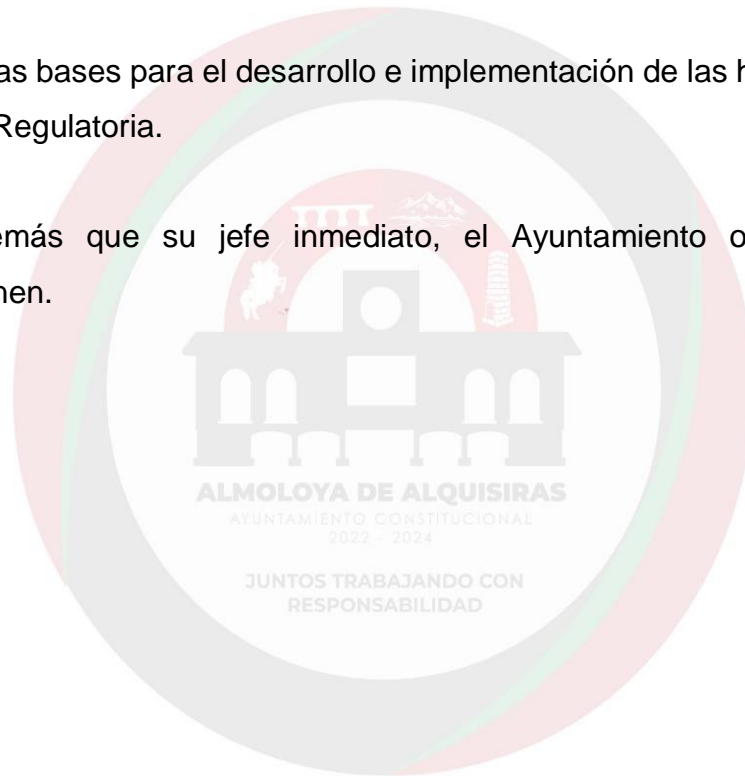 as bases para el desarrollo e implementación de las
Regulatoria.
emás que su jefe inmediato, el Ayuntamiento o
nen.
ALMOLOYA DE ALQUISIRAS
AYUNTAMIENTO CONSTITUCIONAL
2022 - 2024
JUNTOS TRABAJANDO CON
RESPONSABILIDAD